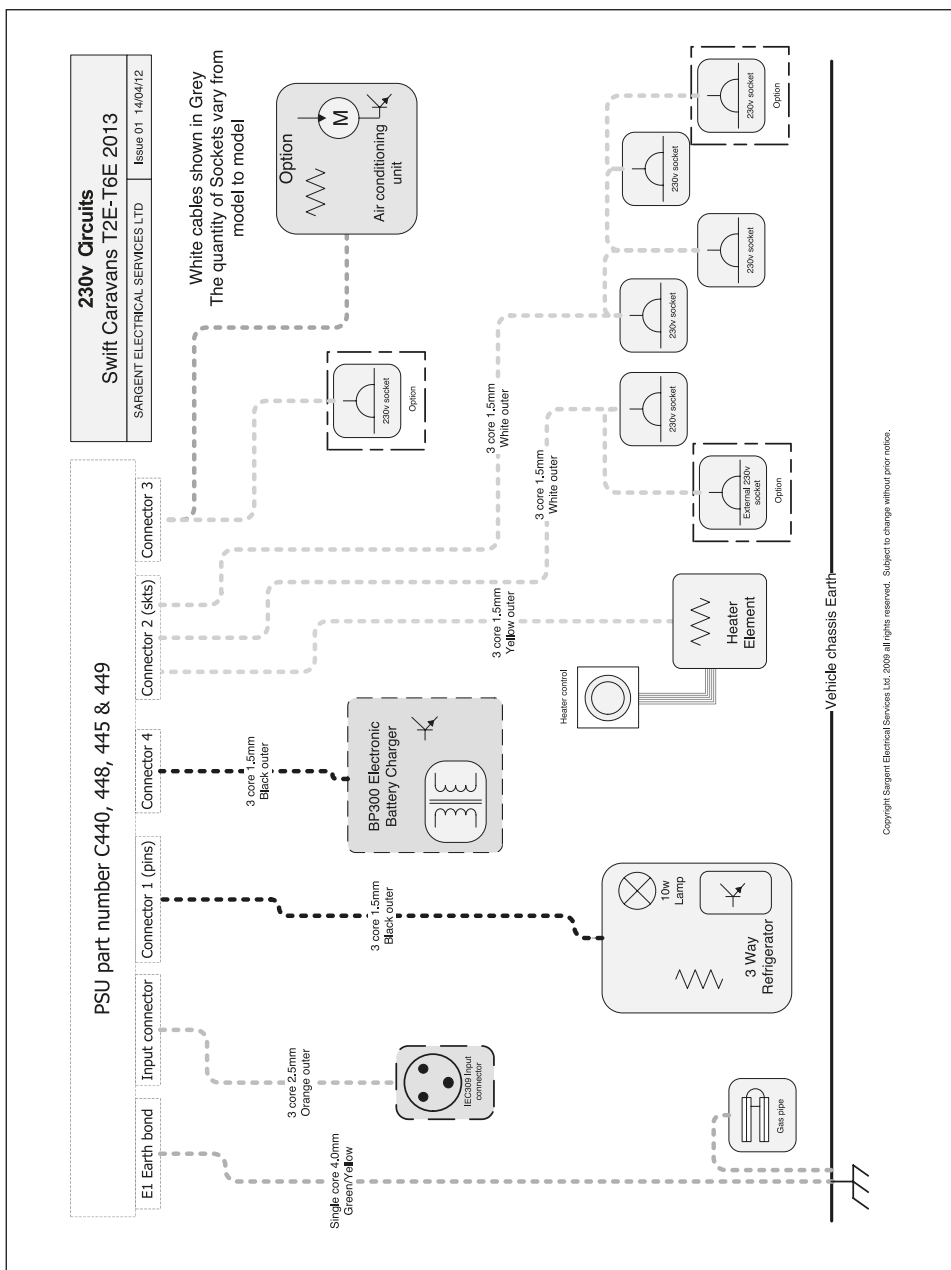 230v Circuits
Swift Caravans T2E-T6E 2013
SARGENT ELECTRICAL SERVICES LTD
Issue 01 14/04/12
PSU part number C440, 448, 445 & 449
E1 Earth bond
Input connector
Connector 1 (pins)
Connector 4
Connector 2 (skts)
Connector 3
White cables shown in Grey
The quantity of Sockets vary from
model to model
Option
M
Air conditioning
unit
230v socket
Option
3 core 1.5mm
White outer
3 core 1.5mm
White outer
3 core 1.5mm
Yellow outer
3 core 1.5mm
Black outer
3 core 1.5mm
Black outer
3 core 2.5mm
Orange outer
Single core 4.0mm
Green/Yellow
BP300 Electronic
Battery Charger
IEC309 Input
connector
10w
Lamp
3 Way
Refrigerator
Heater control
Heater
Element
External 230v
socket
Option
230v socket
230v socket
230v socket
230v socket
230v socket
Option
Gas pipe
Vehicle chassis Earth
Copyright Sargent Electrical Services Ltd. 2009 all rights reserved. Subject to change without prior notice.